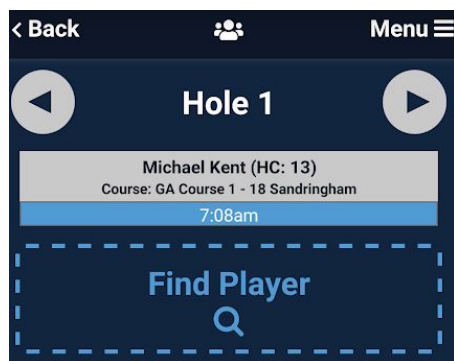 Back
Menu
Hole 1
Michael Kent (HC: 13)
Course: GA Course 1 - 18 Sandringham
7:08am
Find Player